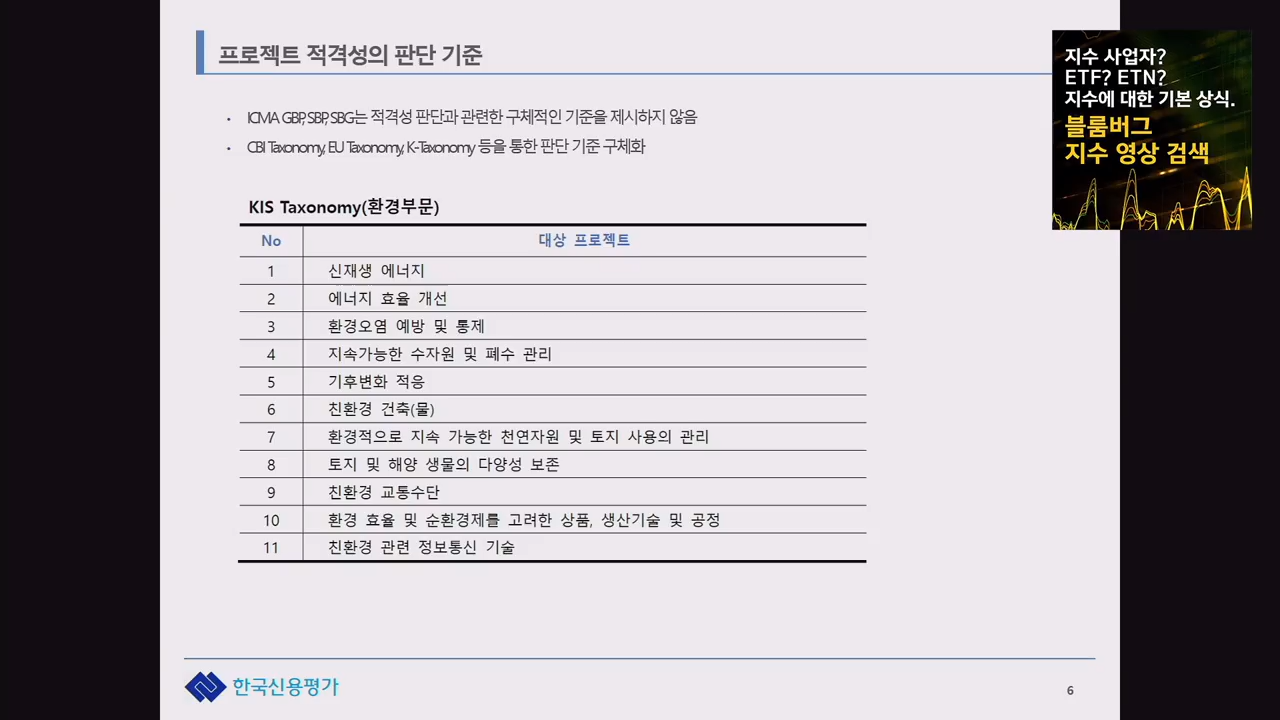 프로젝트 적격성의 판단 기준
• ICMA GBP, SBP, SBG는 적격성 판단과 관련한 구체적인 기준을 제시하지 않음
• CBI Taxonomy, EU Taxonomy, K-Taxonomy 등을 통한 판단 기준 구체화
KIS Taxonomy(환경부문)
No 대상 프로젝트
1 신재생 에너지
2 에너지 효율 개선
3 환경오염 예방 및 통제
4 지속가능한 수자원 및 폐수 관리
5 기후변화 적응
6 친환경 건축(물)
7 환경적으로 지속 가능한 천연자원 및 토지 사용의 관리
8 토지 및 해양 생물의 다양성 보존
9 친환경 교통수단
10 환경 효율 및 순환경제를 고려한 상품, 생산기술 및 공정
11 친환경 관련 정보통신 기술
한국신용평가
6
지수 사업자?
ETF? ETN?
지수에 대한 기본 상식.
블룸버그
지수 영상 검색